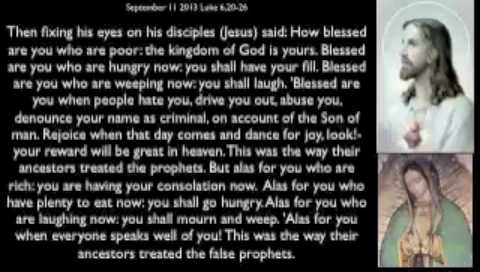 September 11 2013 Luke 6,20-26
Then fixing his eyes on his disciples (Jesus) said: How blessed
are you who are poor: the kingdom of God is yours. Blessed
are you who are hungry now: you shall have your fill. Blessed
are you who are weeping now: you shall laugh. 'Blessed are
you when people hate you, drive you out, abuse you,
denounce your name as criminal, on account of the Son of
man. Rejoice when that day comes and dance for joy, look!-
your reward will be great in heaven. This was the way their
ancestors treated the prophets. But alas for you who are
rich: you are having your consolation now. Alas for you who
have plenty to eat now: you shall go hungry. Alas for you who
are laughing now: you shall mourn and weep. 'Alas for you
when everyone speaks well of you! This was the way their
ancestors treated the false prophets.